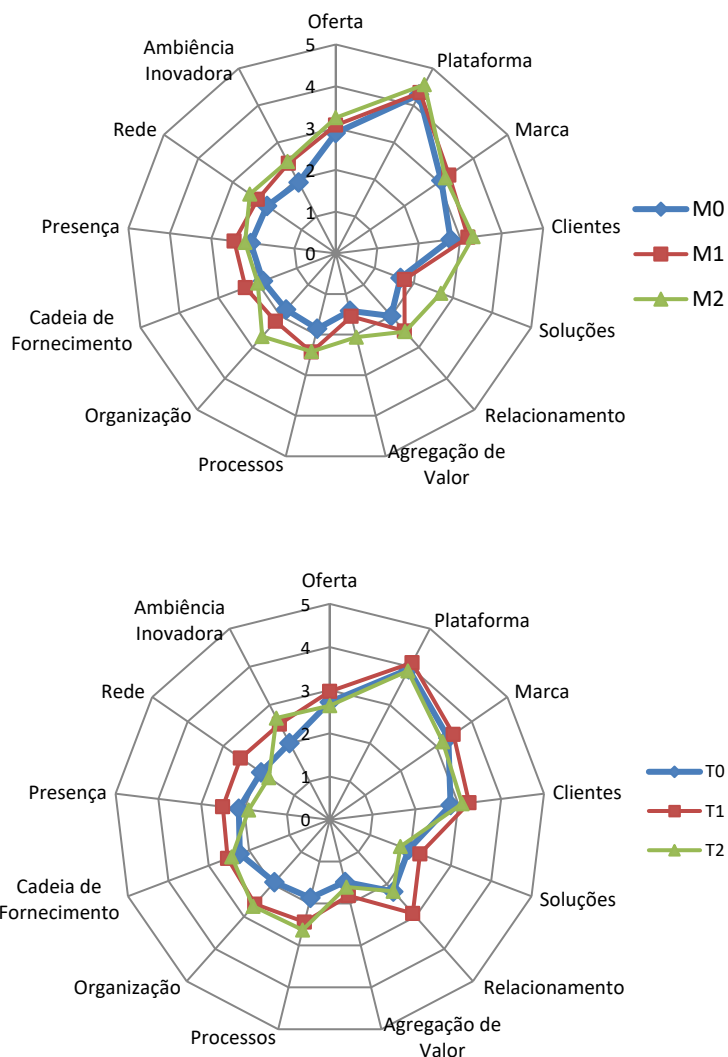 Oferta
5
Ambiência
Inovadora
Plataforma
4
Rede
3
Marca
2
Presença
1
Clientes
0
M0
M1
M2
Cadeia de
Fornecimento
Soluções
Organização
Relacionamento
Processos
Agregação de
Valor
Oferta
5
Ambiência
Inovadora
Plataforma
4
Rede
3
Marca
2
Presença
1
Clientes
0
T0
T1
T2
Cadeia de
Fornecimento
Soluções
Organização
Relacionamento
Processos
Agregação de
Valor